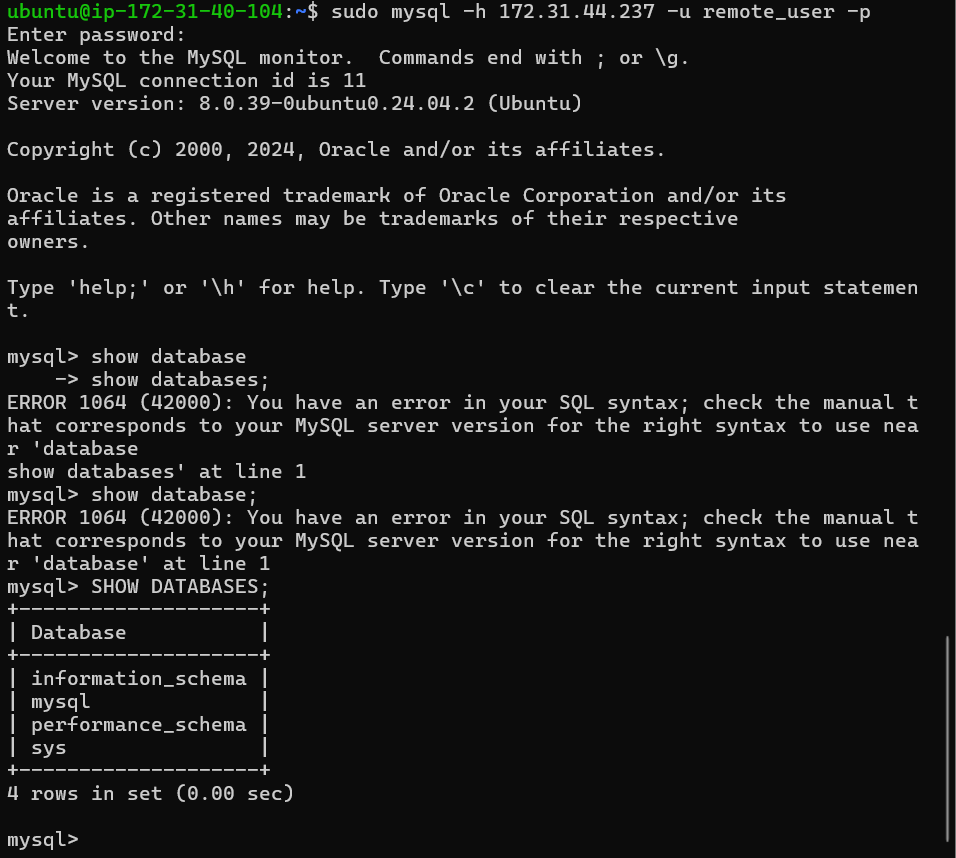 ubuntu@ip-172-31-40-104:~$ sudo mysql -h 172.31.44.237 -u remote_user -p
Enter password:
Welcome to the MySQL monitor.  Commands end with ; or \g.
Your MySQL connection id is 11
Server version: 8.0.39-0ubuntu0.24.04.2 (Ubuntu)

Copyright (c) 2000, 2024, Oracle and/or its affiliates.

Oracle is a registered trademark of Oracle Corporation and/or its
affiliates. Other names may be trademarks of their respective
owners.

Type 'help;' or '\h' for help. Type '\c' to clear the current input statemen
t.

mysql> show database
    -> show databases;
ERROR 1064 (42000): You have an error in your SQL syntax; check the manual t
hat corresponds to your MySQL server version for the right syntax to use nea
r 'database
show databases' at line 1
mysql> show database;
ERROR 1064 (42000): You have an error in your SQL syntax; check the manual t
hat corresponds to your MySQL server version for the right syntax to use nea
r 'database' at line 1
mysql> SHOW DATABASES;
+--------------------+
| Database           |
+--------------------+
| information_schema |
| mysql              |
| performance_schema |
| sys                |
+--------------------+
4 rows in set (0.00 sec)

mysql>